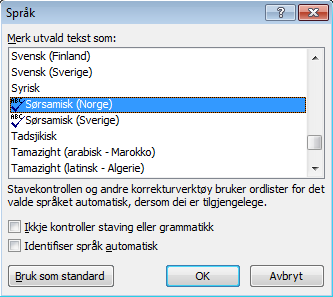 Språk
Merk utvald tekst som:
Svensk (Finland)
Svensk (Sverige)
Syrisk
ABC Sørsamisk (Norge)
ABC Sørsamisk (Sverige)
Tadsjikisk
Tamazight (arabisk - Marokko)
Tamazight (latinsk - Algerie)
Stavekontrollen og andre korrekturverktøy bruker ordlister for det
valde språket automatisk, dersom dei er tilgjengelege.
Ikkje kontroller staving eller grammatikk
Identifiser språk automatisk
Bruk som standard
OK
Avbryt